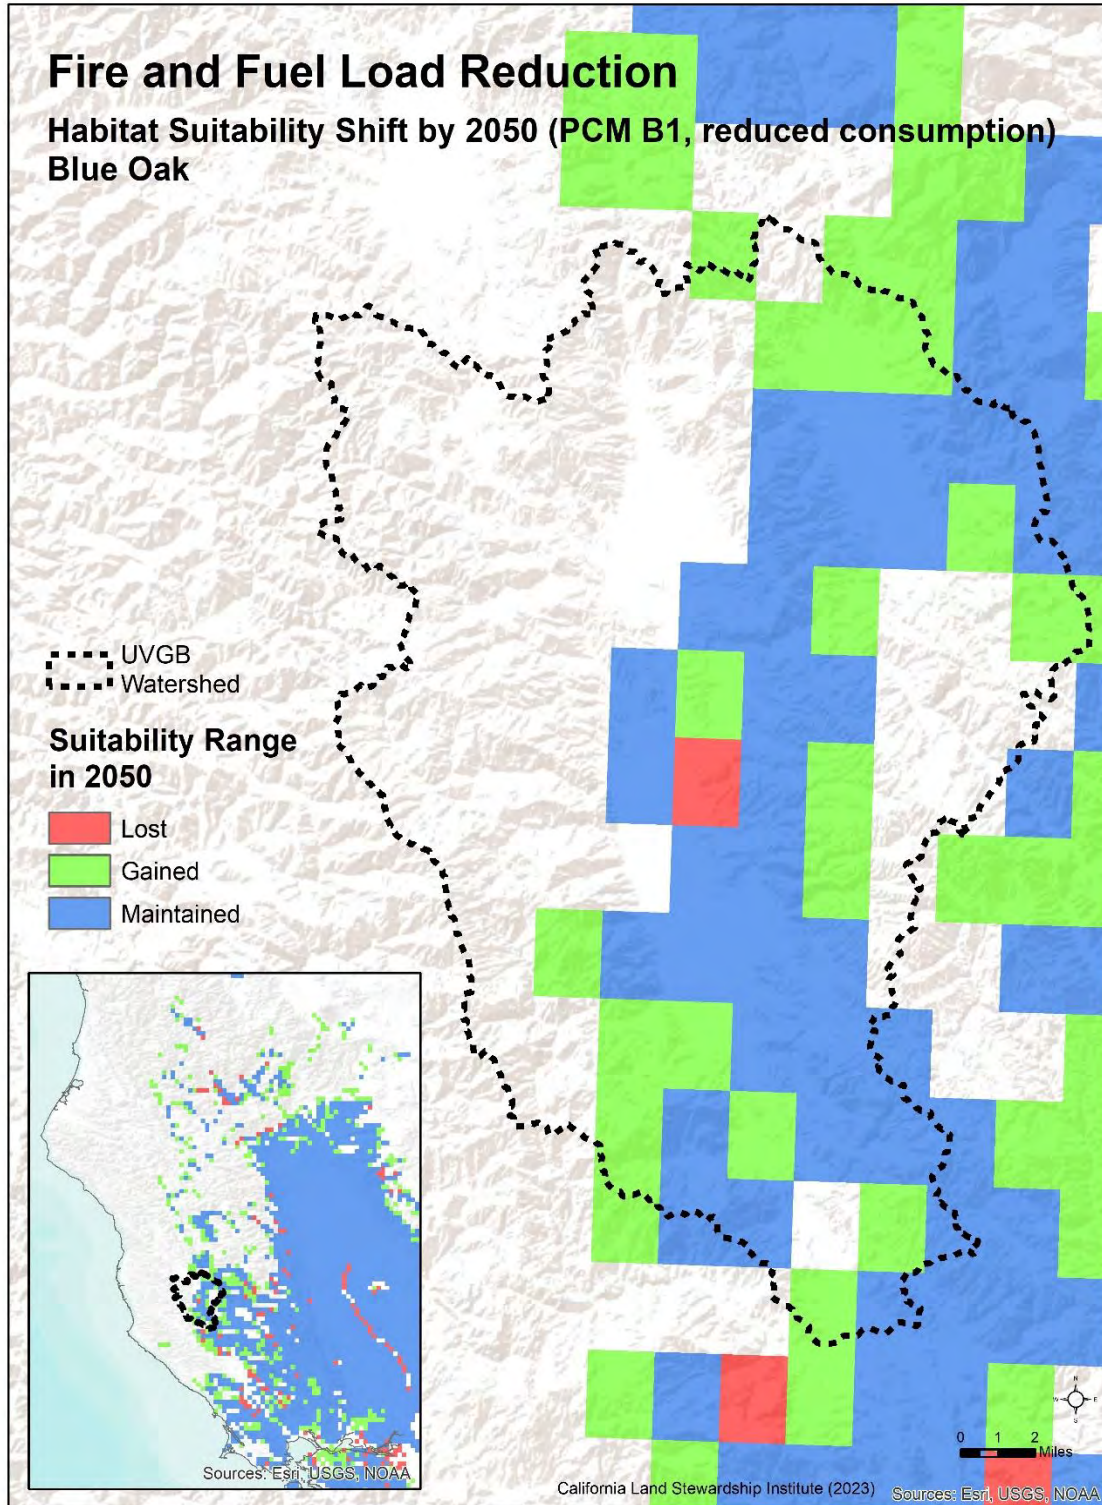 Fire and Fuel Load Reduction
Habitat Suitability Shift by 2050 (PCM B1, reduced consumption)
Blue Oak
UVGB
Watershed
Suitability Range
in 2050
Lost
Gained
Maintained
Sources: Esri, USGS, NOAA
N
W
E
S
0 1 2
Miles
California Land Stewardship Institute (2023)
Sources: Esri, USGS, NOAA